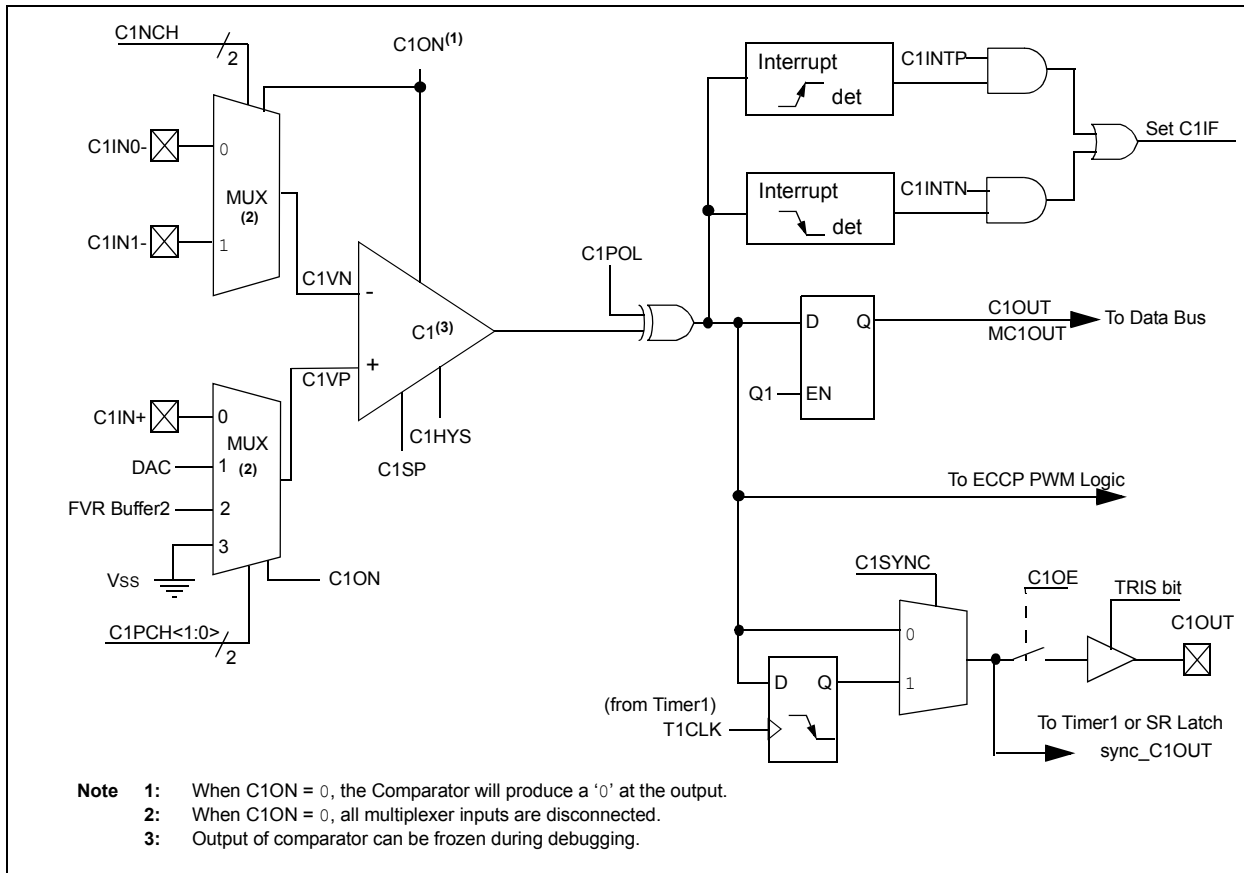 C1NCH
2
C1ON(1)
C1IN0-
0
MUX
(2)
C1IN1-
1
C1VN
-
C1(3)
+
C1VP
C1HYS
C1SP
C1IN+
0
MUX
(2)
DAC
1
FVR Buffer2
2
3
VSS
C1ON
C1PCH<1:0>
2
C1POL
Interrupt
det
C1INTP
Interrupt
det
C1INTN
Set C1IF
D
Q
Q1
EN
C1OUT
MC1OUT
To Data Bus
To ECCP PWM Logic
C1SYNC
0
1
C1OE
TRIS bit
C1OUT
D
Q
(from Timer1)
T1CLK
To Timer1 or SR Latch
sync_C1OUT
Note 1: When C1ON = 0, the Comparator will produce a ‘0’ at the output.
2: When C1ON = 0, all multiplexer inputs are disconnected.
3: Output of comparator can be frozen during debugging.